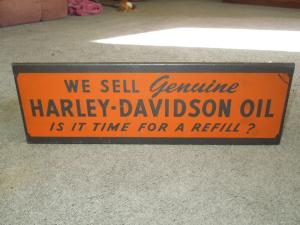 WE SELL Genuine
HARLEY-DAVIDSON OIL
IS IT TIME FOR A REFILL?